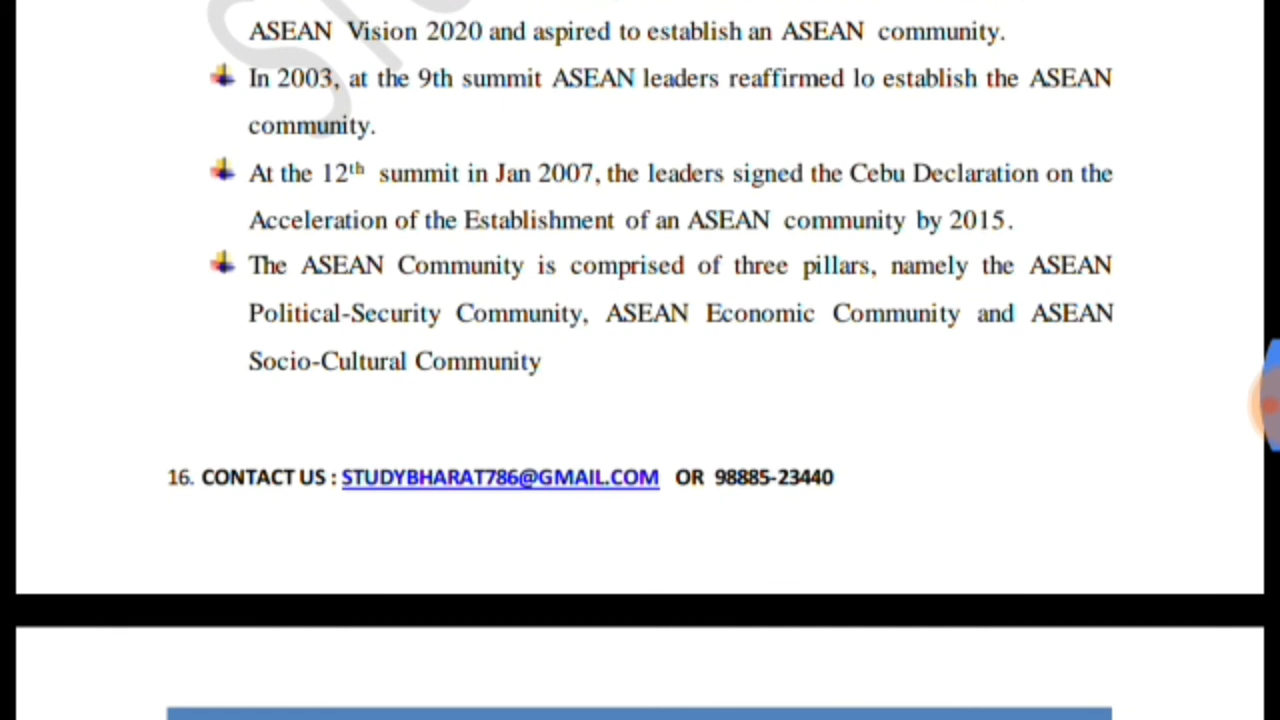 ASEAN Vision 2020 and aspired to establish an ASEAN community.
In 2003, at the 9th summit ASEAN leaders reaffirmed lo establish the ASEAN
community.
At the 12th summit in Jan 2007, the leaders signed the Cebu Declaration on the
Acceleration of the Establishment of an ASEAN community by 2015.
The ASEAN Community is comprised of three pillars, namely the ASEAN
Political-Security Community, ASEAN Economic Community and ASEAN
Socio-Cultural Community
16. CONTACT US : STUDYBHARAT786@GMAIL.COM OR 98885-23440